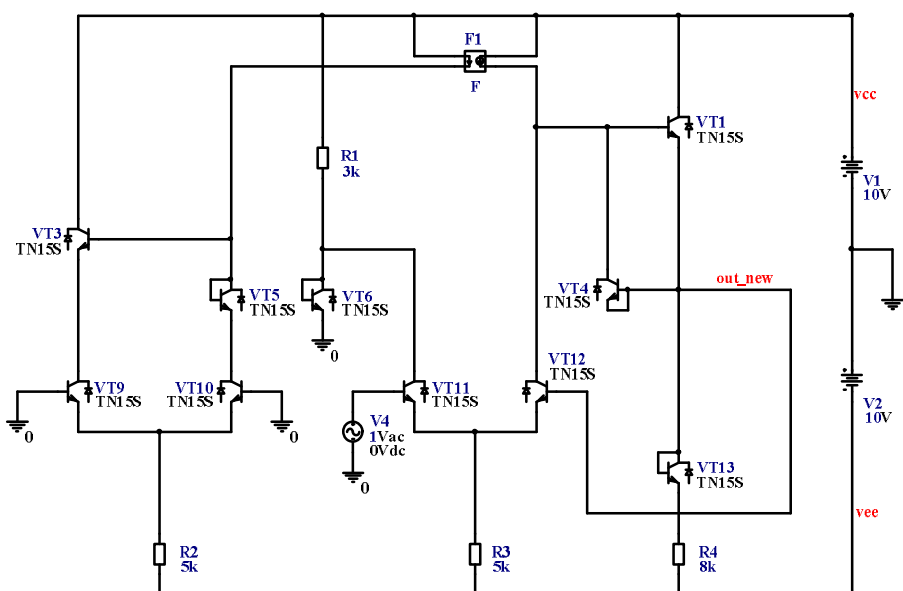 F1
F
vcc
VT1
TN15S
R1
3k
V1
10V
VT3
TN15S
out_new
VT5
TN15S
VT6
TN15S
VT4
TN15S
0
VT12
TN15S
VT9
TN15S
VT10
TN15S
VT11
TN15S
V2
10V
0
0
V4
1Vac
0Vdc
0
VT13
TN15S
vee
R2
5k
R3
5k
R4
8k